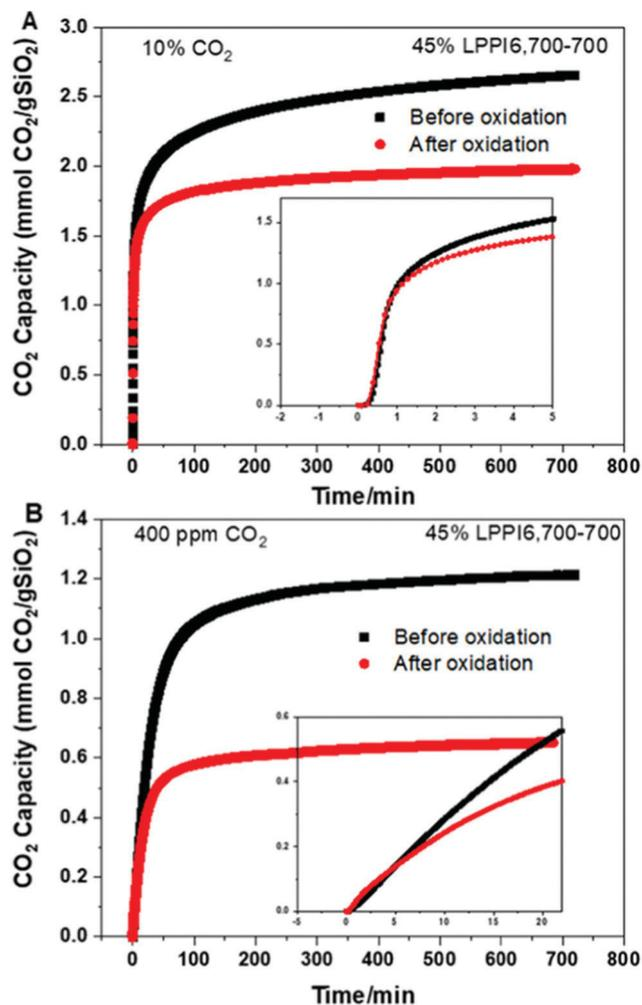 A
10% CO₂ 45% LPPI6,700-700
Before oxidation
After oxidation
CO₂ Capacity (mmol CO₂/gSiO₂)
3.0
2.5
2.0
1.5
1.0
0.5
0.0
1.5
1.0
0.5
0.0
-2 -1 0 1 2 3 4 5
0 100 200 300 400 500 600 700 800
Time/min
B
400 ppm CO₂ 45% LPPI6,700-700
Before oxidation
After oxidation
CO₂ Capacity (mmol CO₂/gSiO₂)
1.4
1.2
1.0
0.8
0.6
0.4
0.2
0.0
0.6
0.4
0.2
0.0
-5 0 5 10 15 20
0 100 200 300 400 500 600 700 800
Time/min